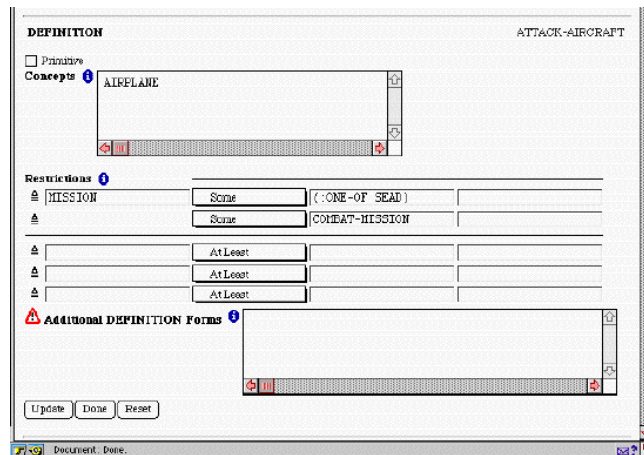 DEFINITION ATTACK-AIRCRAFT
Primitive
Concepts i AIRPLANE
Restrictions i
≙ MISSION Some (:ONE-OF SEAD)
≙ Some COMBAT-MISSION
≙ At Least
≙ At Least
≙ At Least
Additional DEFINITION Forms i
Update Done Reset
Document: Done.